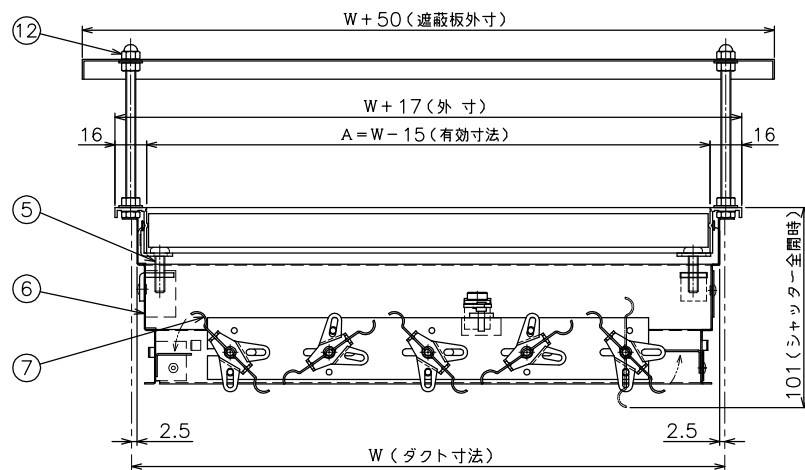 ⑫
W+50(遮蔽板外寸)
W+17(外 寸)
16
A=W-15(有効寸法)
16
⑤
⑥
⑦
101(シャッター全開時)
2.5
2.5
W(ダクト寸法)